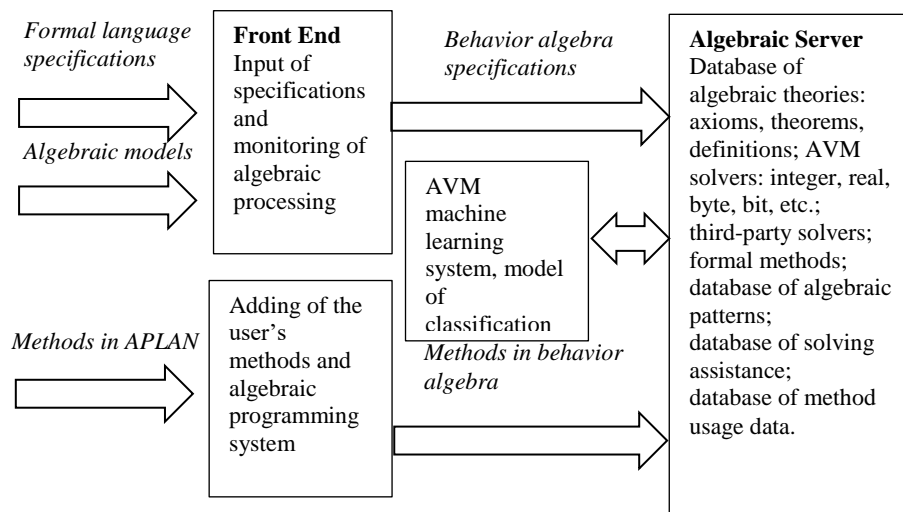 Formal language
specifications
Algebraic models
Front End
Input of
specifications
and
monitoring of
algebraic
processing
Behavior algebra
specifications
AVM
machine
learning
system, model
of
classification
Methods in APLAN
Adding of the
user’s
methods and
algebraic
programming
system
Methods in behavior
algebra
Algebraic Server
Database of
algebraic theories:
axioms, theorems,
definitions; AVM
solvers: integer, real,
byte, bit, etc.;
third-party solvers;
formal methods;
database of algebraic
patterns;
database of solving
assistance;
database of method
usage data.